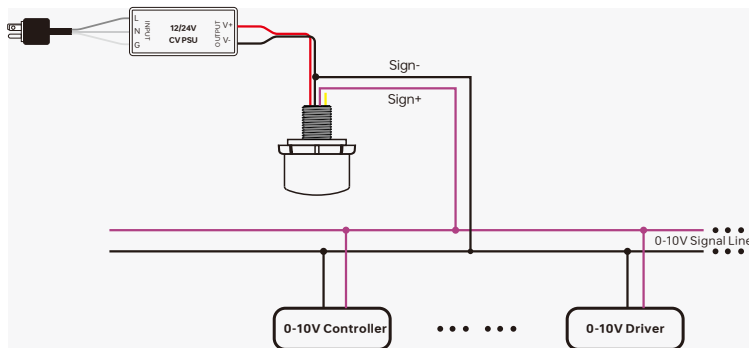 L
N
G
INPUT
12/24V
CV PSU
OUTPUT
V+
V-
Sign-
Sign+
0-10V Signal Line
0-10V Controller
0-10V Driver